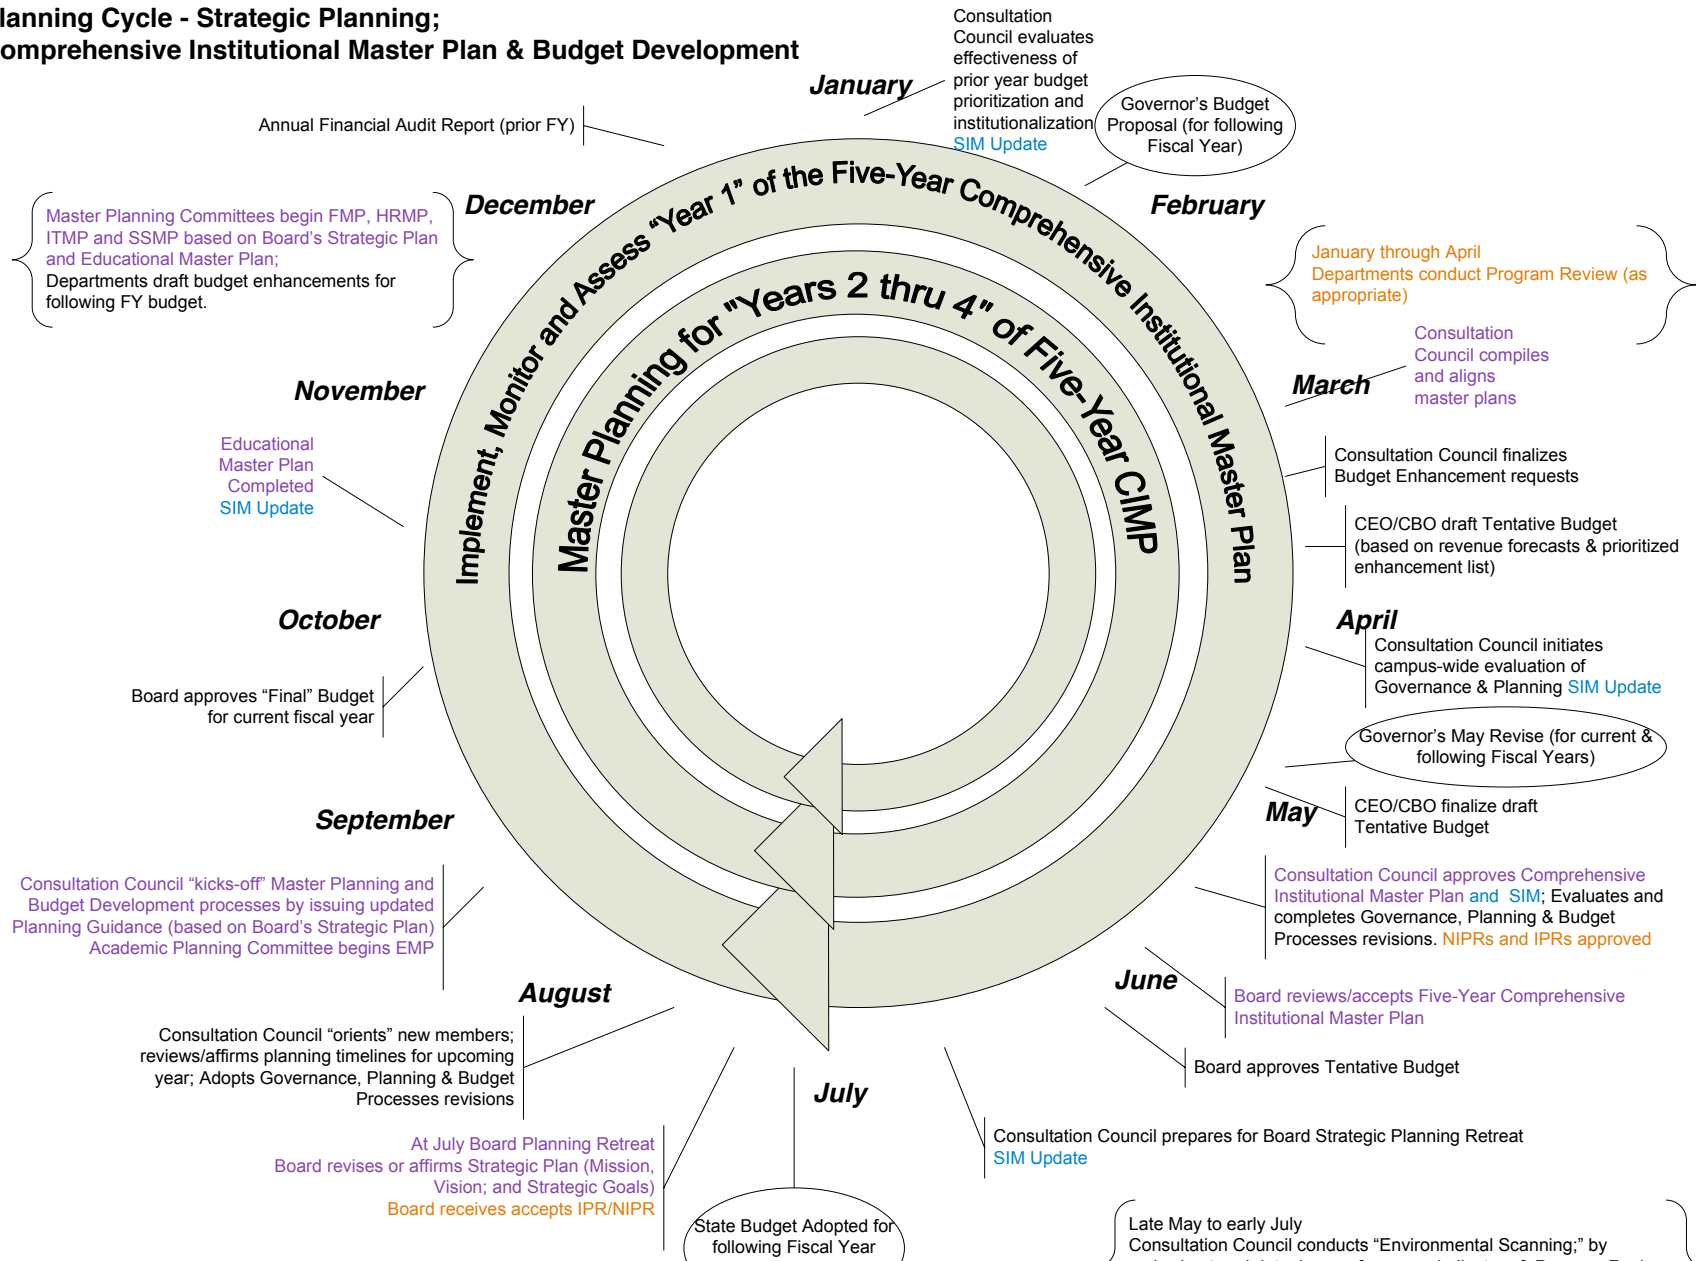 lanning Cycle - Strategic Planning;
omprehensive Institutional Master Plan & Budget Development
January
Consultation
Council evaluates
effectiveness of
prior year budget
prioritization and
institutionalization
SIM Update
Governor's Budget
Proposal (for following
Fiscal Year)
Annual Financial Audit Report (prior FY)
December
February
Master Planning Committees begin FMP, HRMP,
ITMP and SSMP based on Board's Strategic Plan
and Educational Master Plan;
Departments draft budget enhancements for
following FY budget.
January through April
Departments conduct Program Review (as
appropriate)
Implement, Monitor and Assess “Year 1” of the Five-Year Comprehensive Institutional Master Plan
Master Planning for "Years 2 thru 4" of Five-Year CIMP
November
March
Consultation
Council compiles
and aligns
master plans
Educational
Master Plan
Completed
SIM Update
Consultation Council finalizes
Budget Enhancement requests
CEO/CBO draft Tentative Budget
(based on revenue forecasts & prioritized
enhancement list)
October
April
Consultation Council initiates
campus-wide evaluation of
Governance & Planning SIM Update
Board approves “Final” Budget
for current fiscal year
Governor's May Revise (for current &
following Fiscal Years)
September
May
CEO/CBO finalize draft
Tentative Budget
Consultation Council “kicks-off” Master Planning and
Budget Development processes by issuing updated
Planning Guidance (based on Board's Strategic Plan)
Academic Planning Committee begins EMP
Consultation Council approves Comprehensive
Institutional Master Plan and SIM; Evaluates and
completes Governance, Planning & Budget
Processes revisions. NIPRs and IPRs approved
August
June
Board reviews/accepts Five-Year Comprehensive
Institutional Master Plan
Consultation Council “orients” new members;
reviews/affirms planning timelines for upcoming
year; Adopts Governance, Planning & Budget
Processes revisions
Board approves Tentative Budget
July
At July Board Planning Retreat
Board revises or affirms Strategic Plan (Mission,
Vision; and Strategic Goals)
Board receives accepts IPR/NIPR
Consultation Council prepares for Board Strategic Planning Retreat
SIM Update
State Budget Adopted for
following Fiscal Year
Late May to early July
Consultation Council conducts “Environmental Scanning;” by